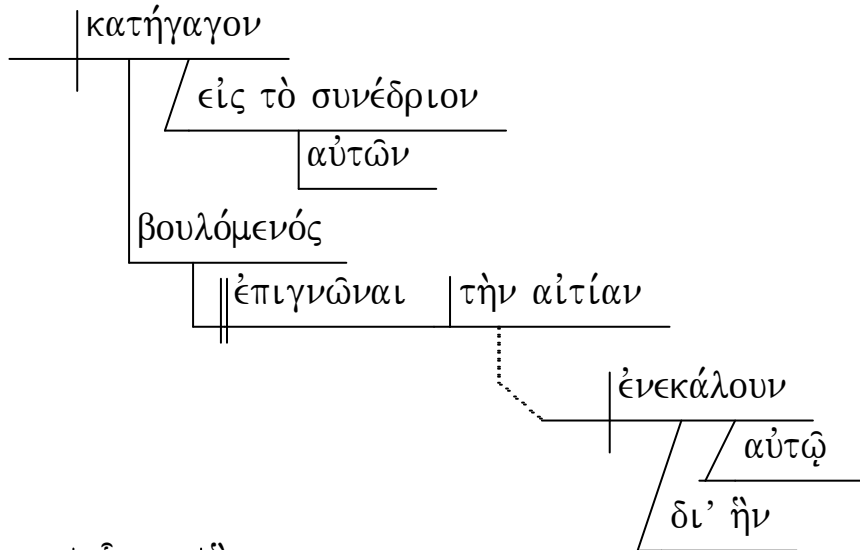 κατήγαγον
εἰς τὸ συνέδριον
αὐτῶν
βουλόμενός
ἐπιγνῶναι τὴν αἰτίαν
ἐνεκάλουν
αὐτῷ
δι’ ἣν